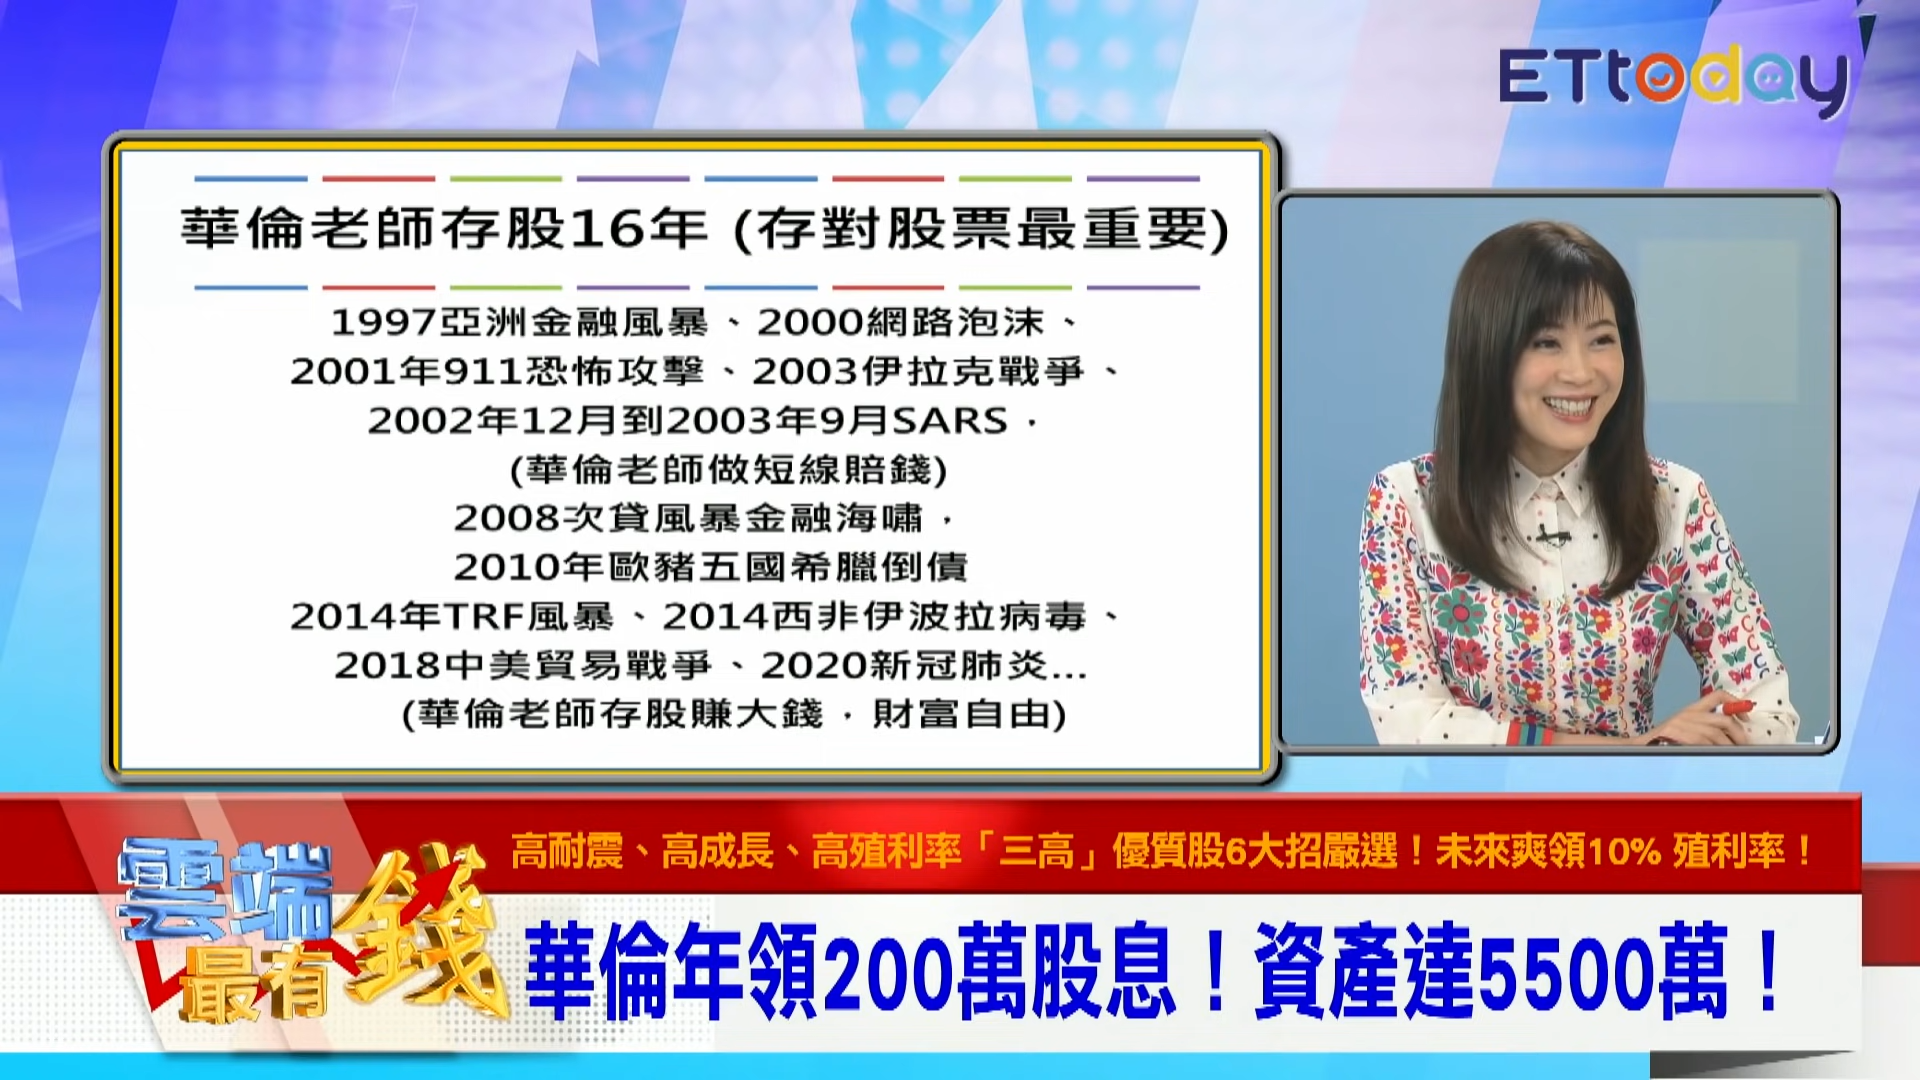 ETtoday
華倫老師存股16年 (存對股票最重要)
1997亞洲金融風暴、2000網路泡沫、
2001年911恐怖攻擊、2003伊拉克戰爭、
2002年12月到2003年9月SARS，
(華倫老師做短線賠錢)
2008次貸風暴金融海嘯，
2010年歐豬五國希臘倒債
2014年TRF風暴、2014西非伊波拉病毒、
2018中美貿易戰爭、2020新冠肺炎...
(華倫老師存股賺大錢，財富自由)
高耐震、高成長、高殖利率「三高」優質股6大招嚴選！未來爽領10% 殖利率！
雲端最有錢
華倫年領200萬股息！資產達5500萬！